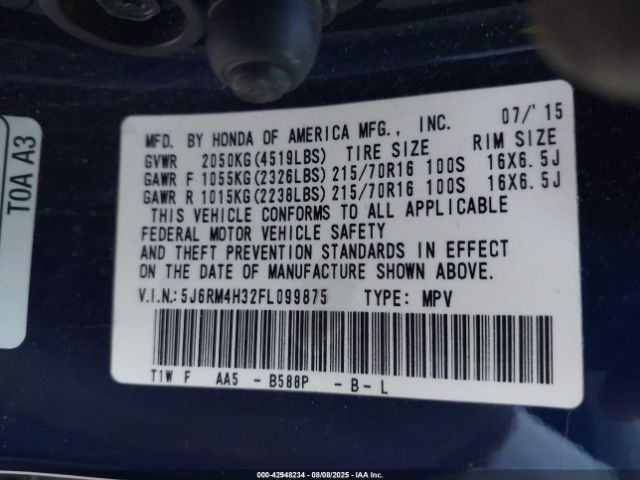 07/'15
MFD. BY HONDA OF AMERICA MFG., INC.
GVWR 2050KG(4519LBS) TIRE SIZE RIM SIZE
GAWR F 1055KG(2326LBS) 215/70R16 100S 16X6.5J
GAWR R 1015KG(2238LBS) 215/70R16 100S 16X6.5J
THIS VEHICLE CONFORMS TO ALL APPLICABLE
FEDERAL MOTOR VEHICLE SAFETY
AND THEFT PREVENTION STANDARDS IN EFFECT
ON THE DATE OF MANUFACTURE SHOWN ABOVE.
V.I.N.:5J6RM4H32FL099875 TYPE: MPV
T1W F AA5 - B588P - B - L
T0A A3
000-42948234 - 08/08/2025 - IAA Inc.